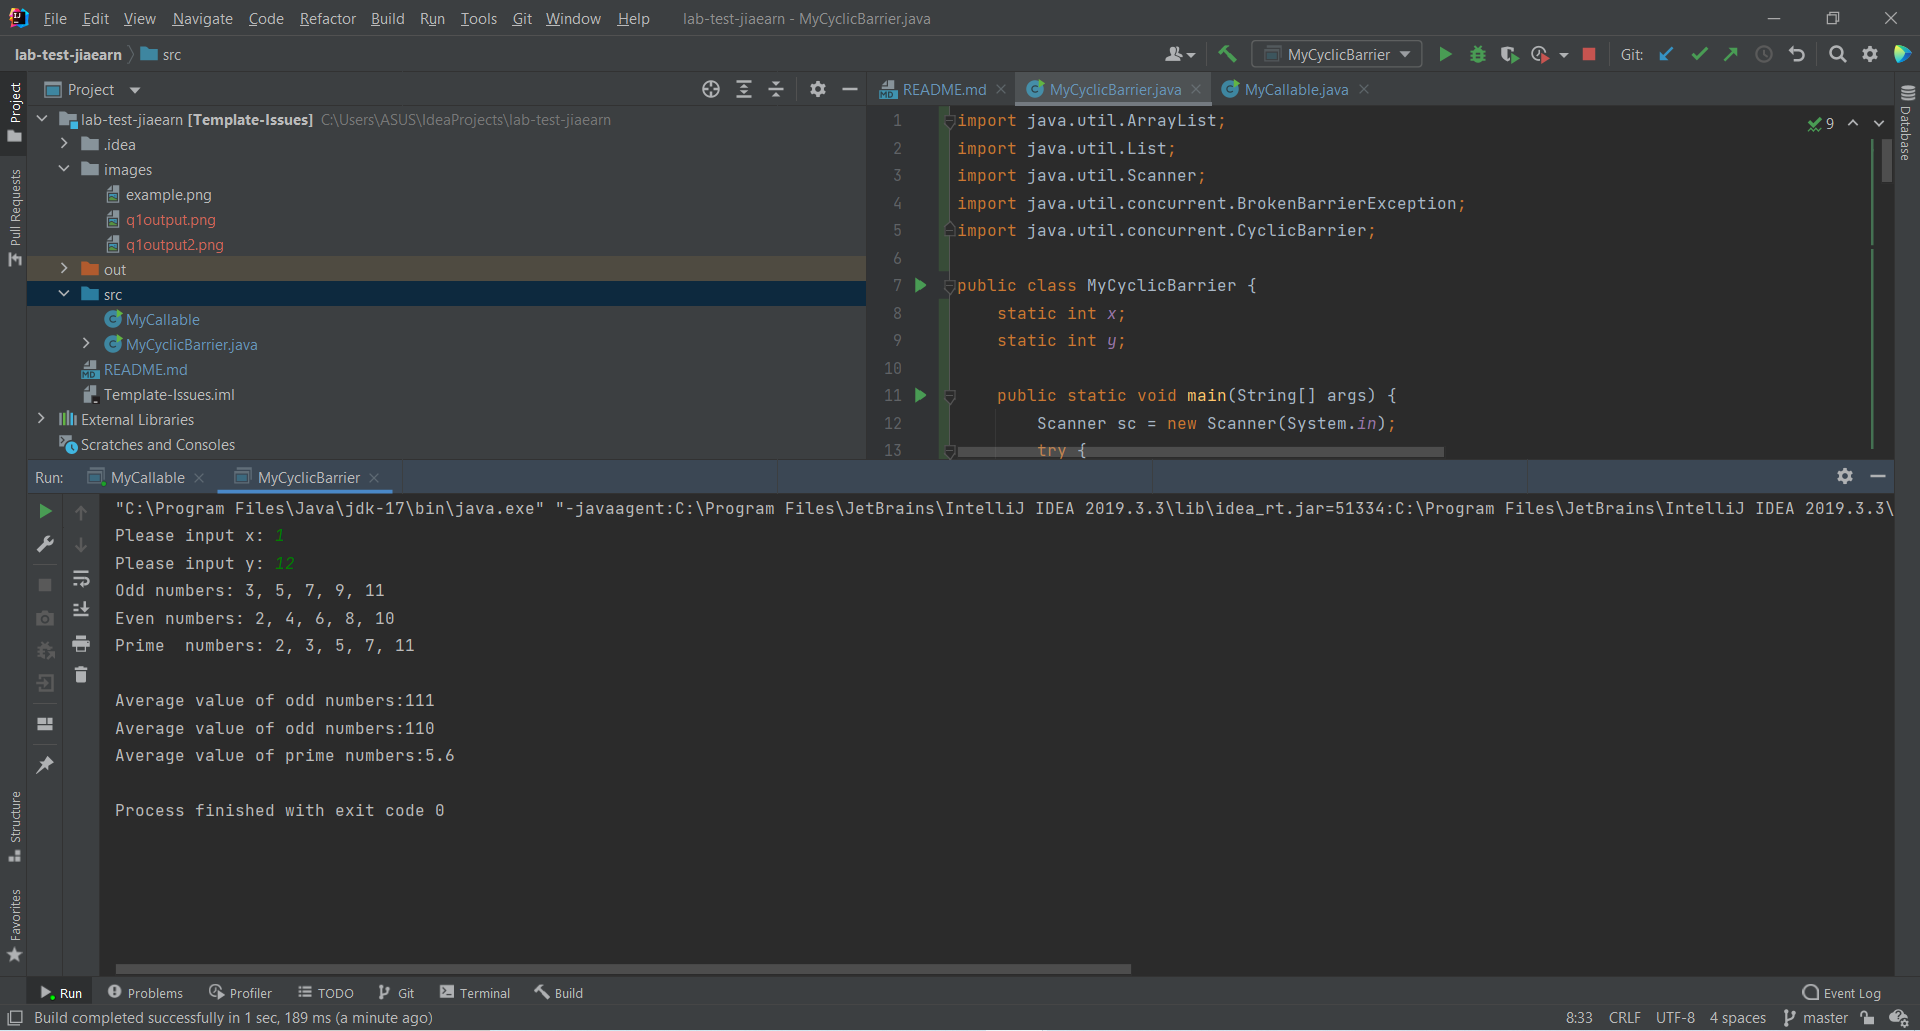 File Edit View Navigate Code Refactor Build Run Tools Git Window Help lab-test-jiaearn - MyCyclicBarrier.java
lab-test-jiaearn src MyCyclicBarrier Git:
Project README.md MyCyclicBarrier.java MyCallable.java
lab-test-jiaearn [Template-Issues] C:\Users\ASUS\IdeaProjects\lab-test-jiaearn
.idea
images
example.png
q1output.png
q1output2.png
out
src
MyCallable
MyCyclicBarrier.java
README.md
Template-Issues.iml
External Libraries
Scratches and Consoles
1 import java.util.ArrayList;
2 import java.util.List;
3 import java.util.Scanner;
4 import java.util.concurrent.BrokenBarrierException;
5 import java.util.concurrent.CyclicBarrier;
6
7 public class MyCyclicBarrier {
8 static int x;
9 static int y;
10
11 public static void main(String[] args) {
12 Scanner sc = new Scanner(System.in);
13 try {
9
Project
Pull Requests
Structure
Favorites
Database
Run: MyCallable MyCyclicBarrier
"C:\Program Files\Java\jdk-17\bin\java.exe" "-javaagent:C:\Program Files\JetBrains\IntelliJ IDEA 2019.3.3\lib\idea_rt.jar=51334:C:\Program Files\JetBrains\IntelliJ IDEA 2019.3.3\
Please input x: 1
Please input y: 12
Odd numbers: 3, 5, 7, 9, 11
Even numbers: 2, 4, 6, 8, 10
Prime  numbers: 2, 3, 5, 7, 11
Average value of odd numbers:111
Average value of odd numbers:110
Average value of prime numbers:5.6
Process finished with exit code 0
Run Problems Profiler TODO Git Terminal Build Event Log
Build completed successfully in 1 sec, 189 ms (a minute ago) 8:33 CRLF UTF-8 4 spaces master